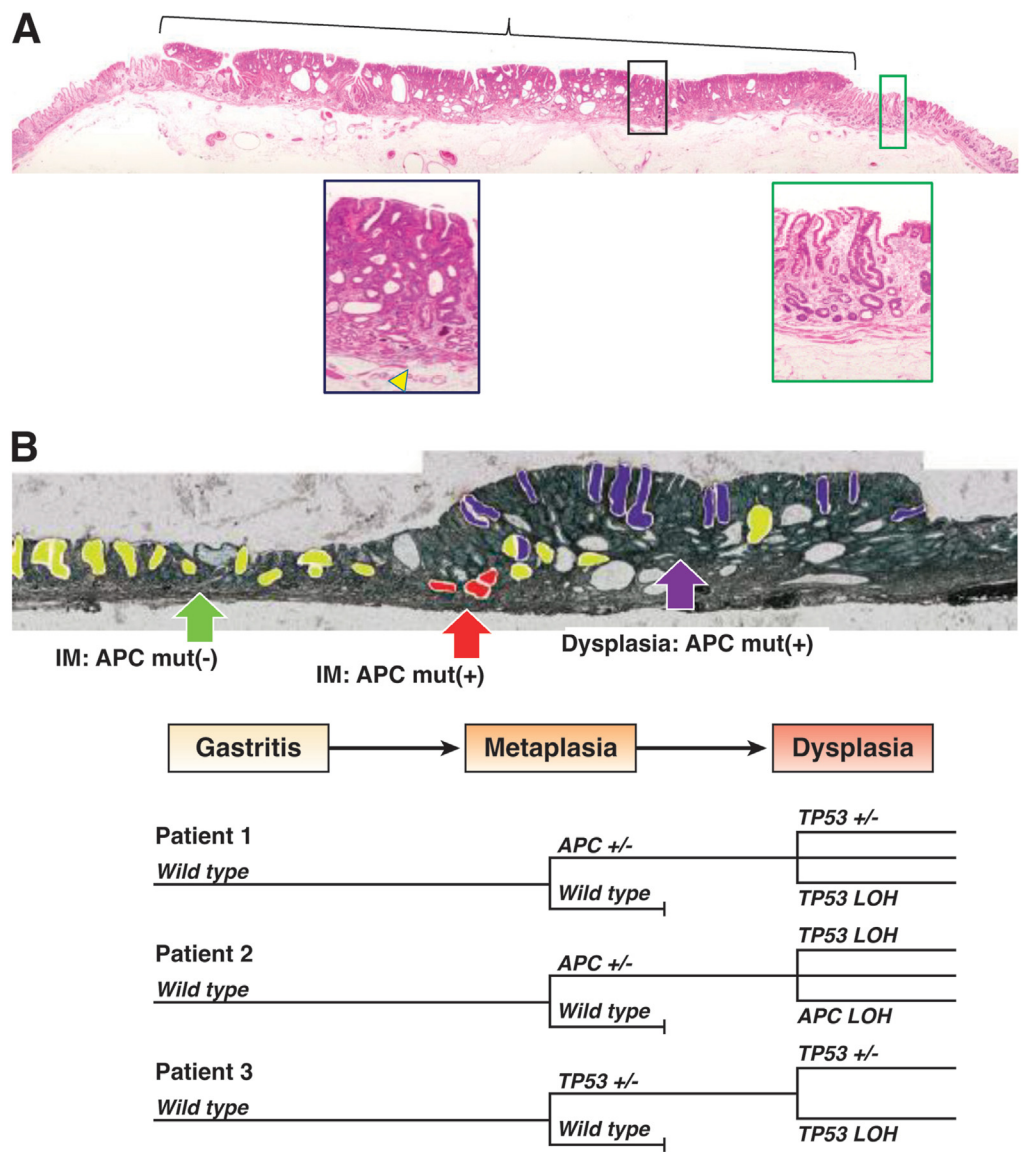 A
B
IM: APC mut(-)
IM: APC mut(+)
Dysplasia: APC mut(+)
Gastritis
Metaplasia
Dysplasia
Patient 1
Wild type
APC +/-
Wild type
TP53 +/-
TP53 LOH
Patient 2
Wild type
APC +/-
Wild type
TP53 LOH
APC LOH
Patient 3
Wild type
TP53 +/-
Wild type
TP53 +/-
TP53 LOH